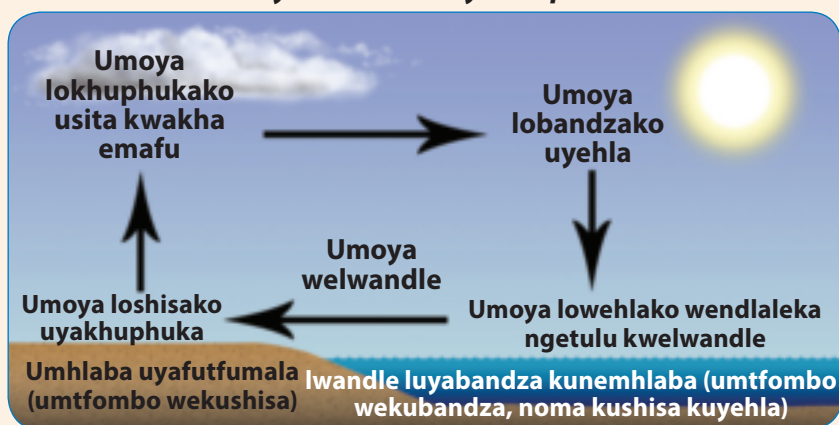 Umoya
lokhuphukako
usita kwakha
emafu
Umoya
lobandzako
uyehla
Umoya
welwandle
Umoya loshisako
uyakhuphuka
Umoya lowehlako wendlaleka
ngetulu kwelwandle
Umhlaba uyafutfumala
(umtfombo wekushisa)
lwandle luyabandza kunemhlaba (umtfombo
wekubandza, noma kushisa kuyehla)